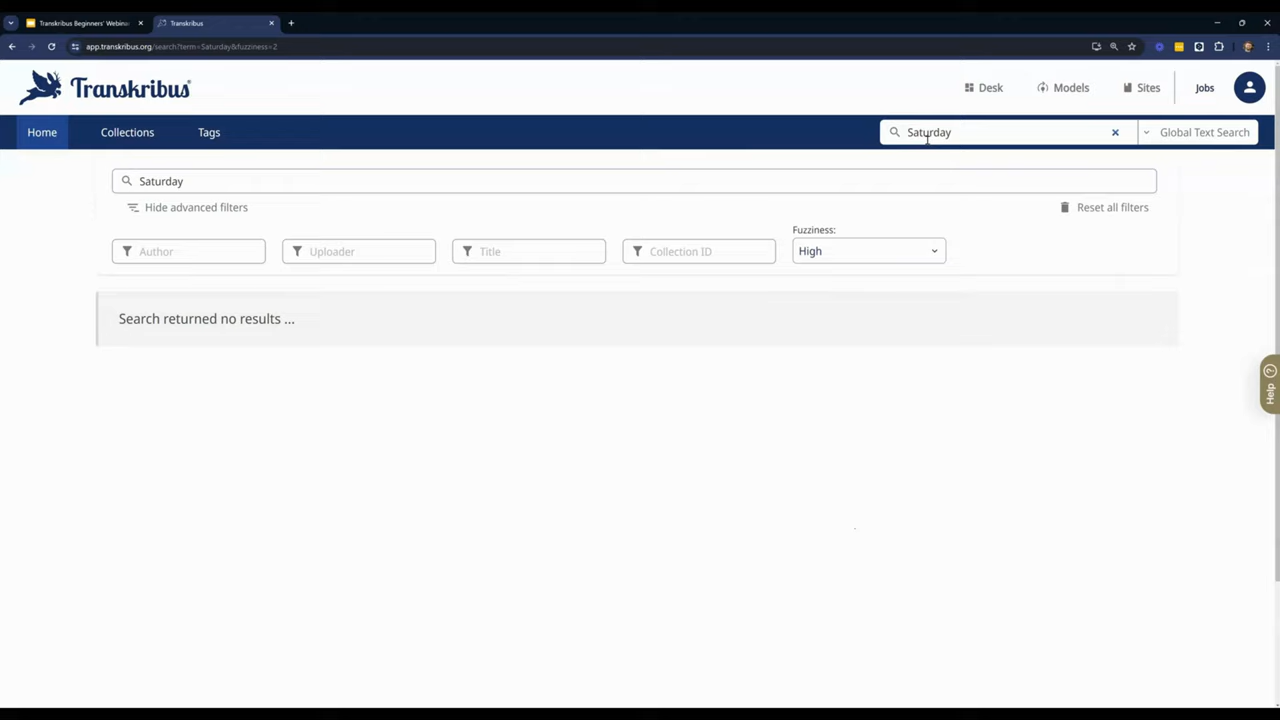 Transkribus Beginners' Webina
Transkribus
app.transkribus.org/search?term=Saturday&fuzziness=2
Transkribus
Desk
Models
Sites
Jobs
Home
Collections
Tags
Saturday
Global Text Search
Saturday
Hide advanced filters
Reset all filters
Fuzziness:
Author
Uploader
Title
Collection ID
High
Search returned no results ...
Help